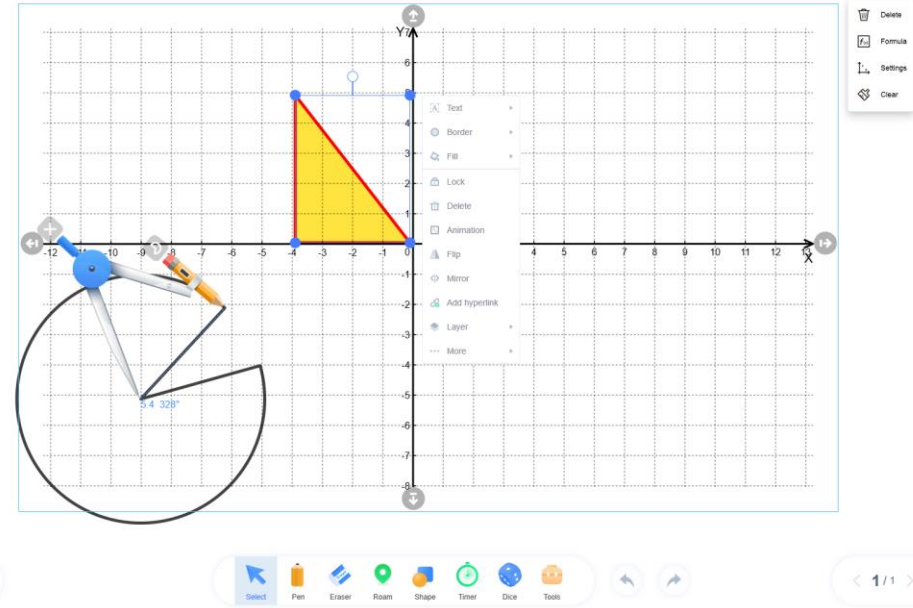 Delete
Formula
Settings
Clear
Y
7
6
5
4
3
2
1
-12 -11 -10 -9 -8 -7 -6 -5 -4 -3 -2 -1 0 4 5 6 7 8 9 10 11 12 13
X
-1
-2
-3
-4
-5
-6
-7
-8
5.4 328°
Text
Border
Fill
Lock
Delete
Animation
Flip
Mirror
Add hyperlink
Layer
More
Select Pen Eraser Roam Shape Timer Dice Tools
1 / 1